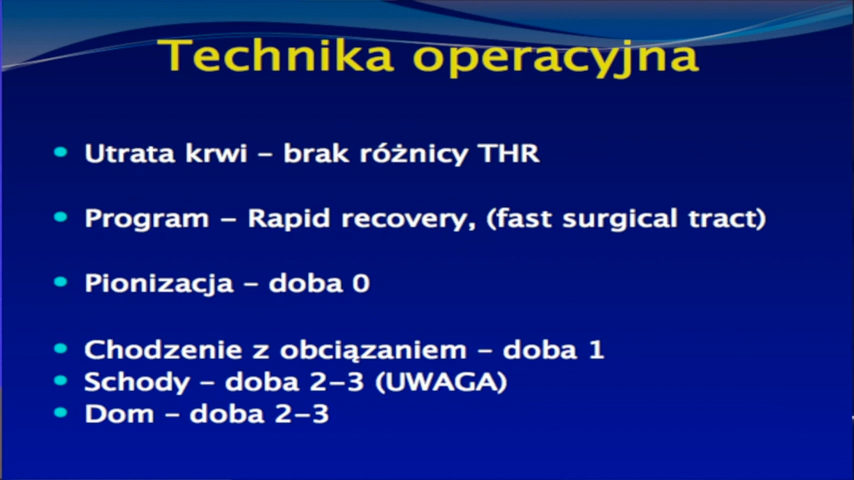 Technika operacyjna
Utrata krwi – brak różnicy THR
Program – Rapid recovery, (fast surgical tract)
Pionizacja – doba 0
Chodzenie z obciązaniem – doba 1
Schody – doba 2–3 (UWAGA)
Dom – doba 2–3